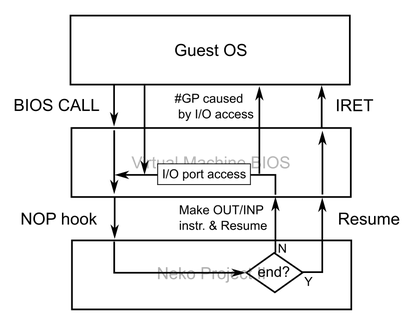 Guest OS
BIOS CALL
#GP caused
by I/O access
IRET
Virtual Machine BIOS
I/O port access
NOP hook
Make OUT/INP
instr. & Resume
Resume
N
Neko Project
end?
Y